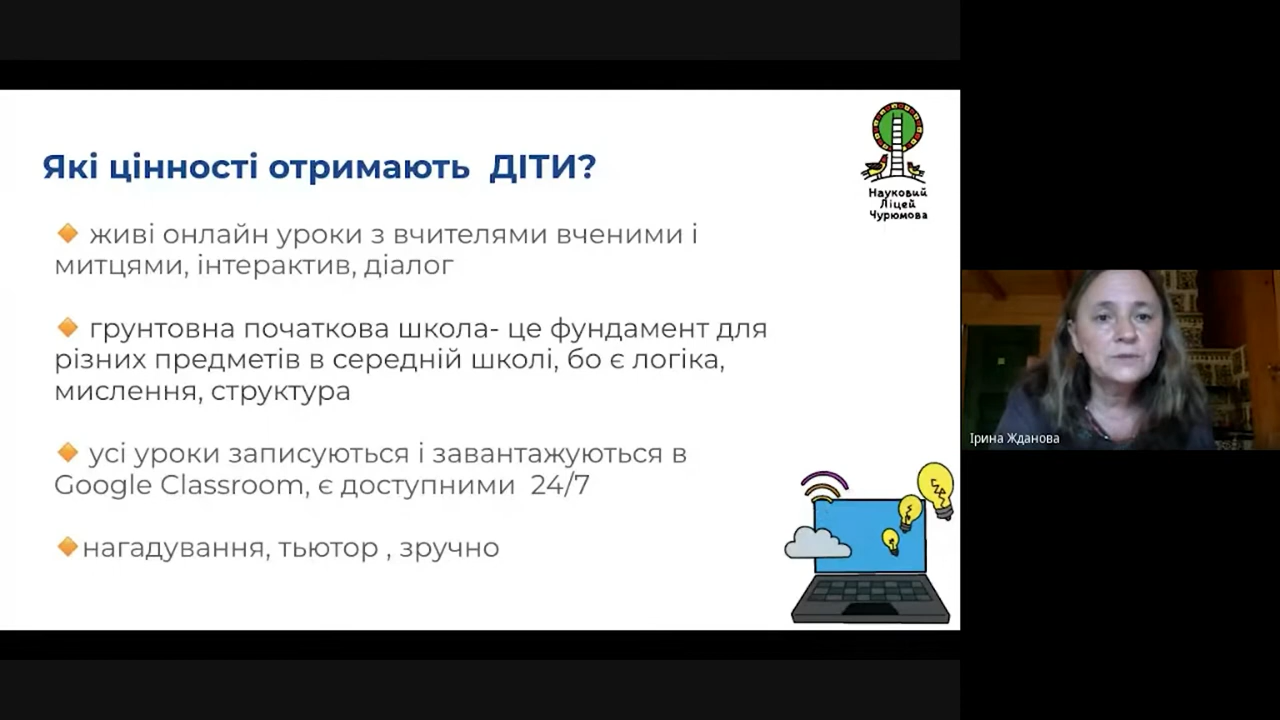 Які цінності отримають ДІТИ?
Науковий
Ліцей
Чурюмова
🔸 живі онлайн уроки з вчителями вченими і
митцями, інтерактив, діалог
🔸 грунтовна початкова школа- це фундамент для
різних предметів в середній школі, бо є логіка,
мислення, структура
🔸 усі уроки записуються і завантажуються в
Google Classroom, є доступними 24/7
🔸нагадування, тьютор , зручно
Ірина Жданова